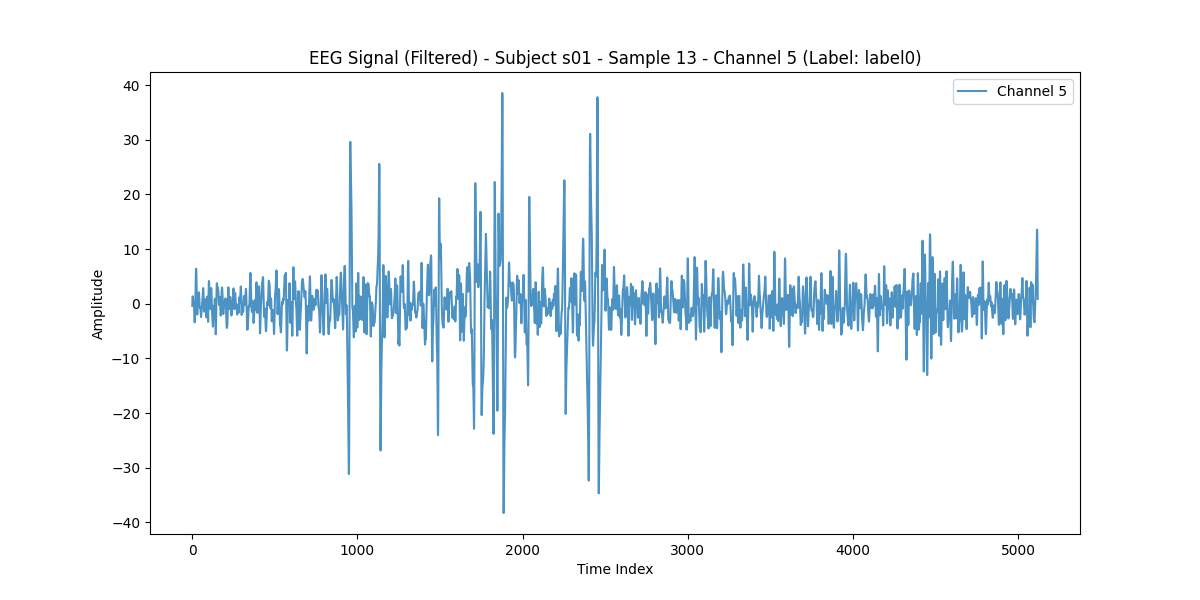 EEG Signal (Filtered) - Subject s01 - Sample 13 - Channel 5 (Label: label0)
Channel 5
40
30
20
10
0
−10
−20
−30
−40
Amplitude
0 1000 2000 3000 4000 5000
Time Index